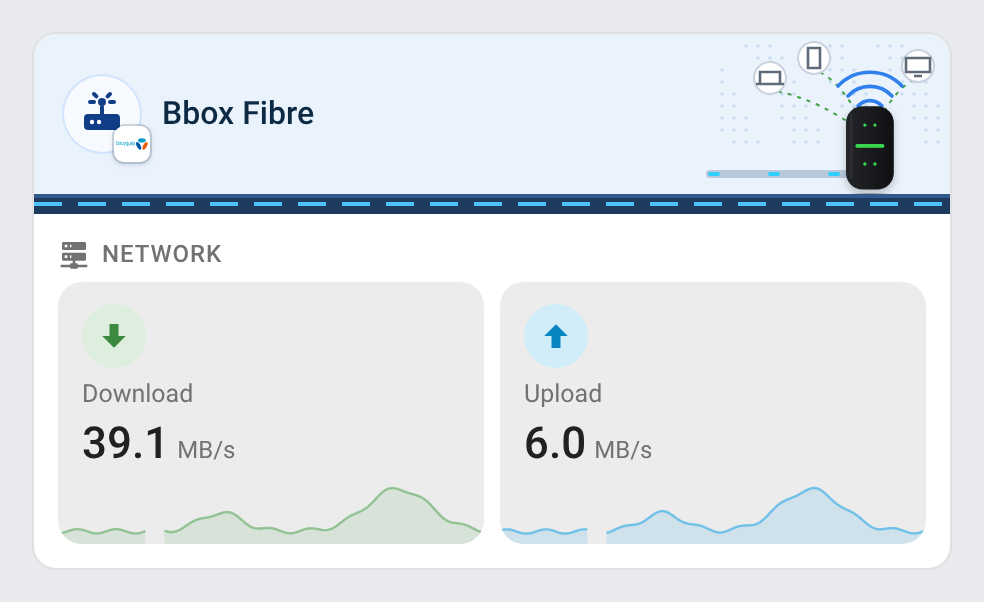 Bbox Fibre
NETWORK
Download
39.1 MB/s
Upload
6.0 MB/s